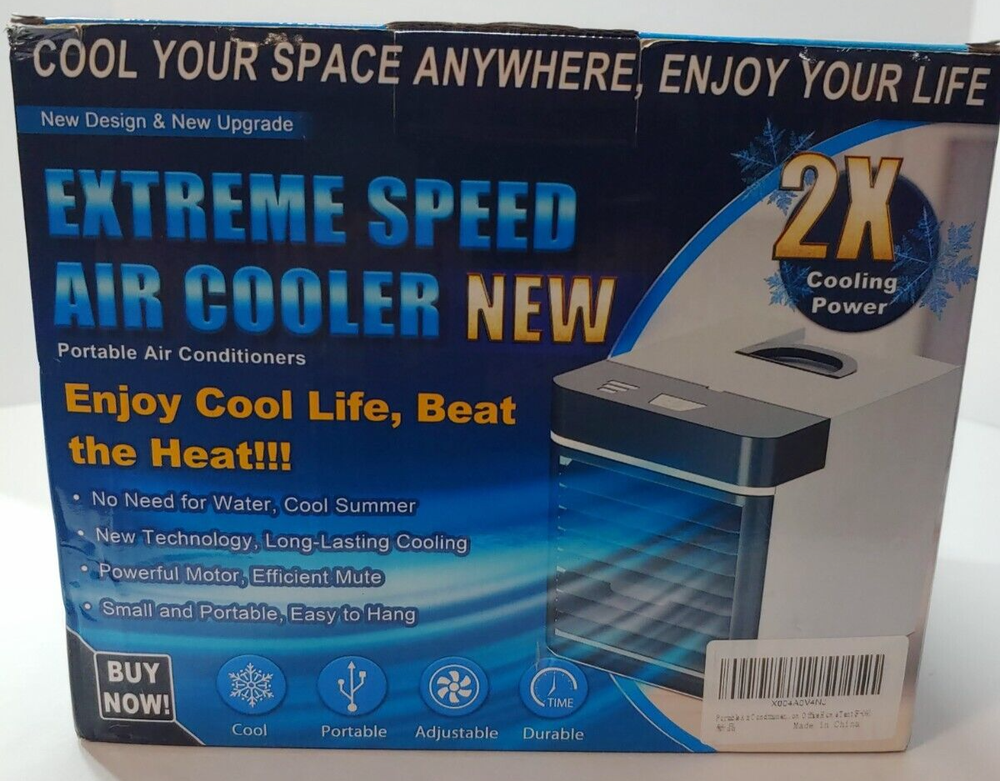 COOL YOUR SPACE ANYWHERE, ENJOY YOUR LIFE
New Design & New Upgrade
EXTREME SPEED
AIR COOLER NEW
Portable Air Conditioners
2X
Cooling
Power
Enjoy Cool Life, Beat
the Heat!!!
• No Need for Water, Cool Summer
• New Technology, Long-Lasting Cooling
• Powerful Motor, Efficient Mute
• Small and Portable, Easy to Hang
BUY
NOW!
TIME
Cool Portable Adjustable Durable
X004A0V4NJ
Made in China